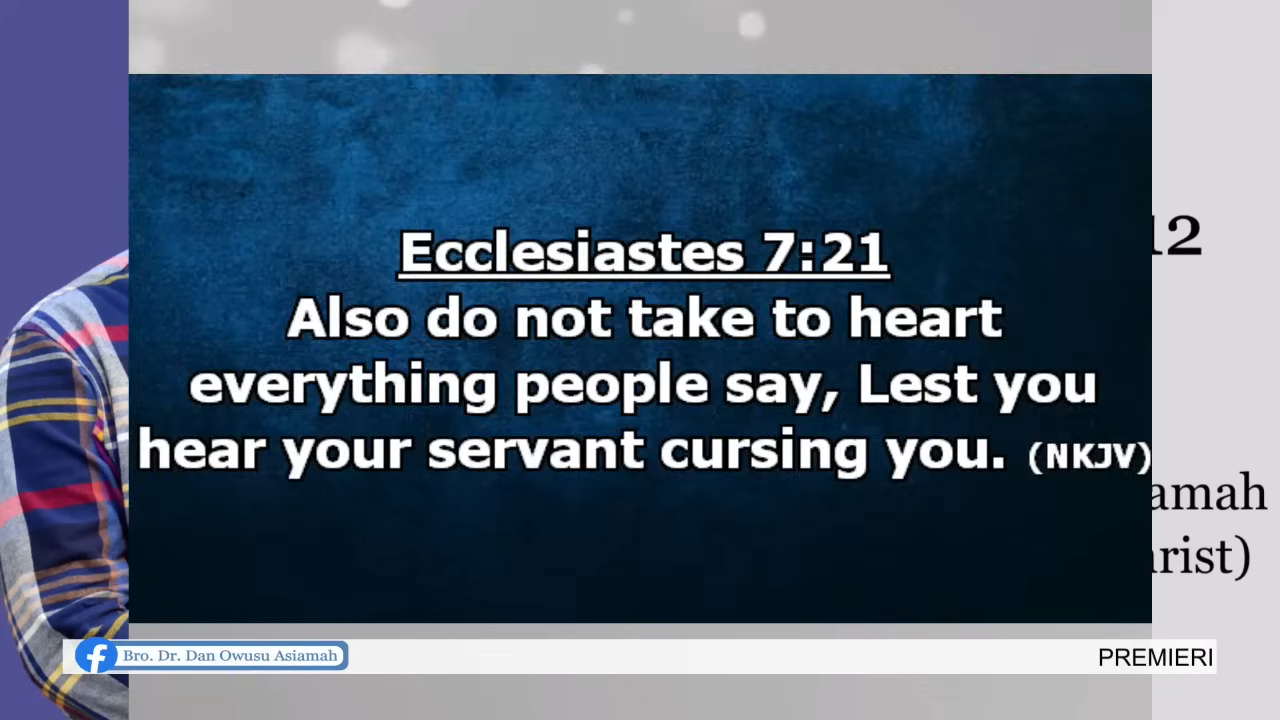 Ecclesiastes 7:21
Also do not take to heart
everything people say, Lest you
hear your servant cursing you. (NKJV)
12
amah
rist)
Bro. Dr. Dan Owusu Asiamah
PREMIERI